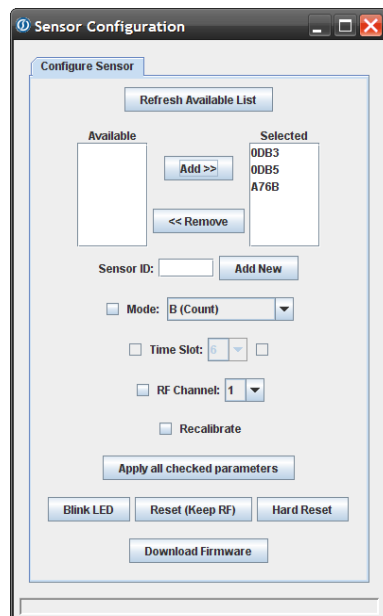 Sensor Configuration
Configure Sensor
Refresh Available List
Available
Selected
0DB3
0DB5
A76B
Add >>
<< Remove
Sensor ID:
Add New
Mode: B (Count)
Time Slot: 6
RF Channel: 1
Recalibrate
Apply all checked parameters
Blink LED
Reset (Keep RF)
Hard Reset
Download Firmware